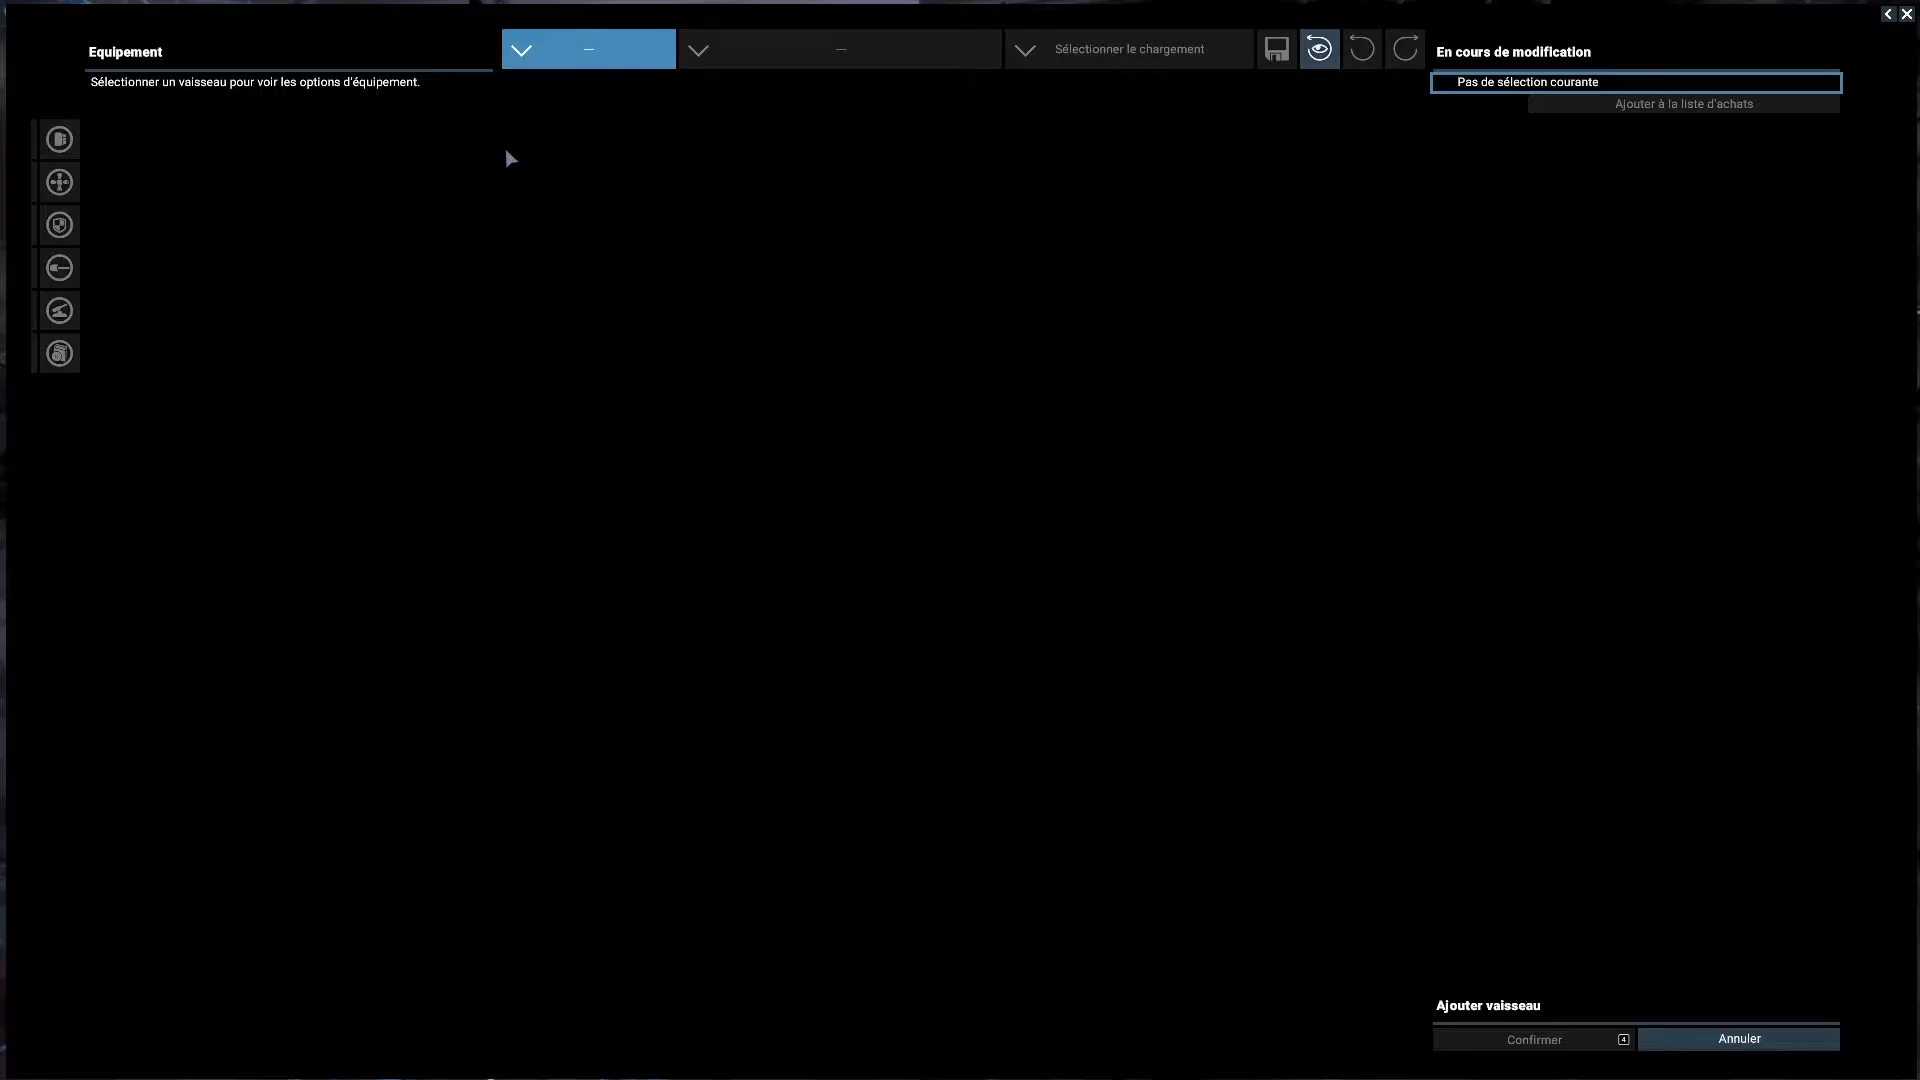 Equipement
Sélectionner un vaisseau pour voir les options d'équipement.
—
—
Sélectionner le chargement
En cours de modification
Pas de sélection courante
Ajouter à la liste d'achats
Ajouter vaisseau
Confirmer 4
Annuler